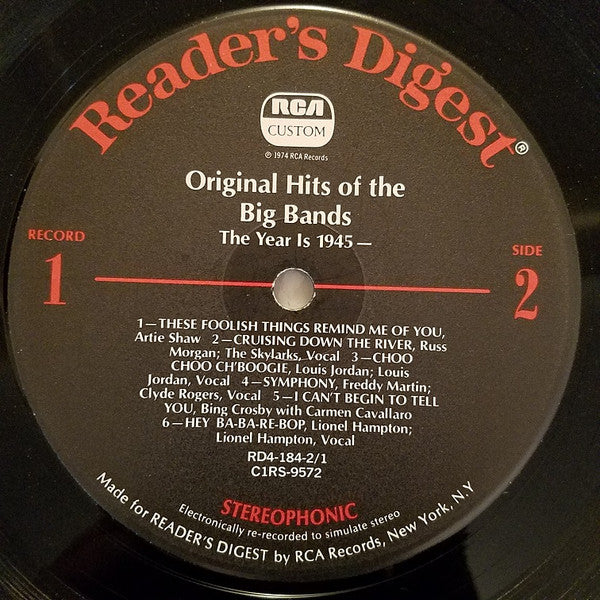 Reader's Digest®
RCA
CUSTOM
℗ 1974 RCA Records
Original Hits of the
Big Bands
The Year Is 1945—
RECORD
1
SIDE
2
1—THESE FOOLISH THINGS REMIND ME OF YOU,
Artie Shaw 2—CRUISING DOWN THE RIVER, Russ
Morgan; The Skylarks, Vocal 3—CHOO
CHOO CH'BOOGIE, Louis Jordan; Louis
Jordan, Vocal 4—SYMPHONY, Freddy Martin;
Clyde Rogers, Vocal 5—I CAN'T BEGIN TO TELL
YOU, Bing Crosby with Carmen Cavallaro
6—HEY BA-BA-RE-BOP, Lionel Hampton;
Lionel Hampton, Vocal
RD4-184-2/1
C1RS-9572
STEREOPHONIC
Electronically re-recorded to simulate stereo
Made for READER'S DIGEST by RCA Records, New York, N.Y